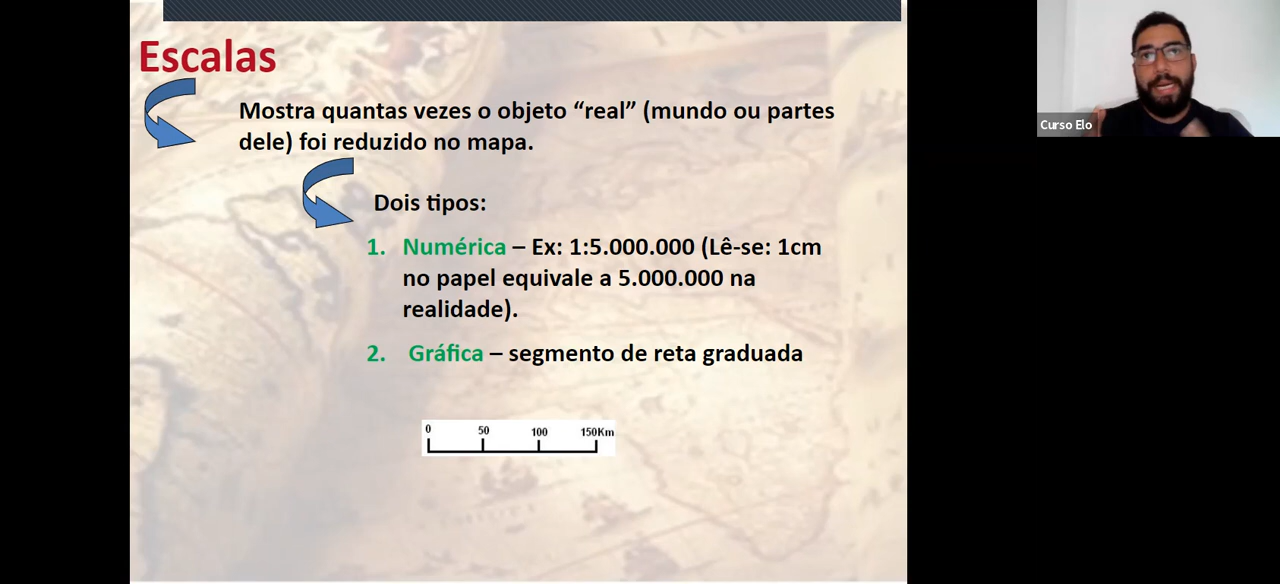 Escalas
Mostra quantas vezes o objeto “real” (mundo ou partes
dele) foi reduzido no mapa.
Dois tipos:
1. Numérica – Ex: 1:5.000.000 (Lê-se: 1cm
no papel equivale a 5.000.000 na
realidade).
2. Gráfica – segmento de reta graduada
0 50 100 150Km
Curso Elo